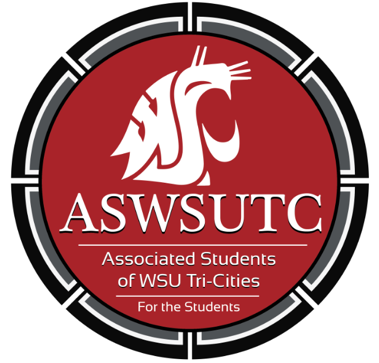 ASWSUTC
Associated Students
of WSU Tri-Cities
For the Students